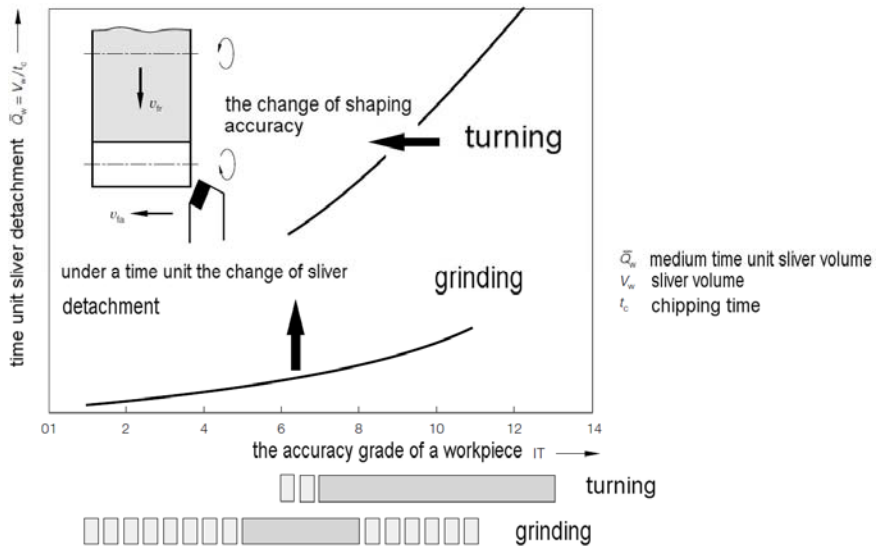 time unit sliver detachment Q̄w = Vw/tc
vfr
the change of shaping
accuracy
turning
vfa
under a time unit the change of sliver
detachment
grinding
Q̄w medium time unit sliver volume
Vw sliver volume
tc chipping time
01 2 4 6 8 10 12 14
the accuracy grade of a workpiece IT
turning
grinding